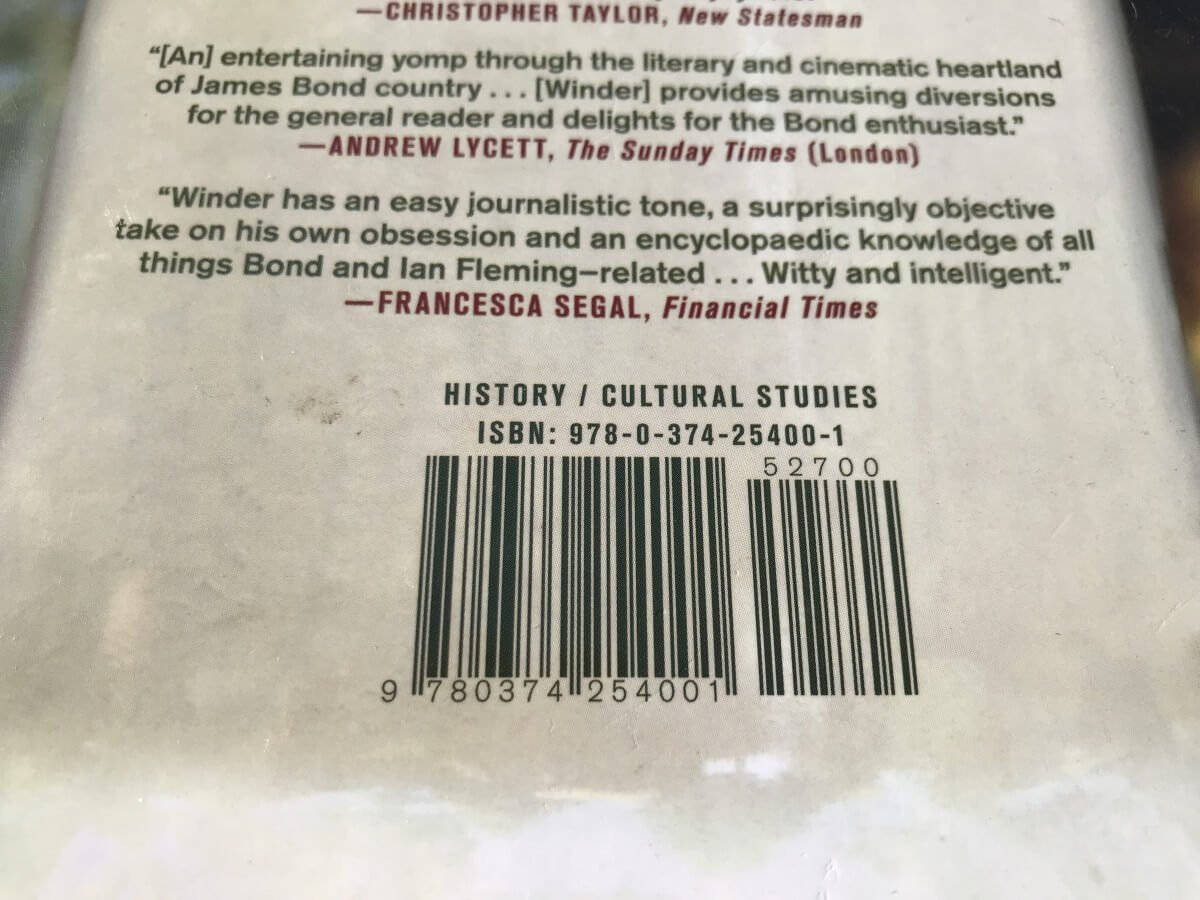 —CHRISTOPHER TAYLOR, New Statesman
“[An] entertaining yomp through the literary and cinematic heartland
of James Bond country . . . [Winder] provides amusing diversions
for the general reader and delights for the Bond enthusiast.”
—ANDREW LYCETT, The Sunday Times (London)
“Winder has an easy journalistic tone, a surprisingly objective
take on his own obsession and an encyclopaedic knowledge of all
things Bond and Ian Fleming–related . . . Witty and intelligent.”
—FRANCESCA SEGAL, Financial Times
HISTORY / CULTURAL STUDIES
ISBN: 978-0-374-25400-1
52700
9 780374 254001